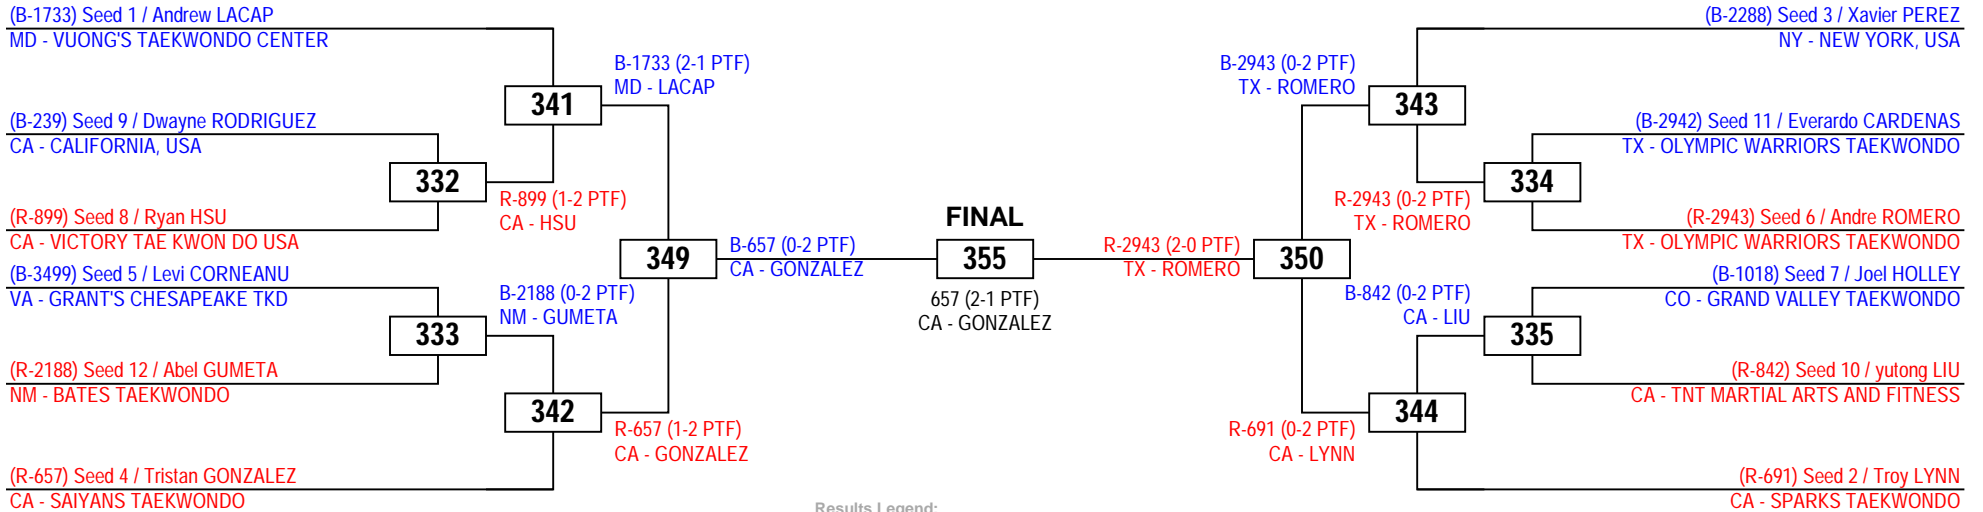 (B-1733) Seed 1 / Andrew LACAP
MD - VUONG'S TAEKWONDO CENTER
(B-239) Seed 9 / Dwayne RODRIGUEZ
CA - CALIFORNIA, USA
(R-899) Seed 8 / Ryan HSU
CA - VICTORY TAE KWON DO USA
(B-3499) Seed 5 / Levi CORNEANU
VA - GRANT'S CHESAPEAKE TKD
(R-2188) Seed 12 / Abel GUMETA
NM - BATES TAEKWONDO
(R-657) Seed 4 / Tristan GONZALEZ
CA - SAIYANS TAEKWONDO
332
333
R-899 (1-2 PTF)
CA - HSU
B-2188 (0-2 PTF)
NM - GUMETA
341
342
B-1733 (2-1 PTF)
MD - LACAP
R-657 (1-2 PTF)
CA - GONZALEZ
349
B-657 (0-2 PTF)
CA - GONZALEZ
FINAL
355
657 (2-1 PTF)
CA - GONZALEZ
R-2943 (2-0 PTF)
TX - ROMERO
350
B-2943 (0-2 PTF)
TX - ROMERO
R-691 (0-2 PTF)
CA - LYNN
343
344
R-2943 (0-2 PTF)
TX - ROMERO
B-842 (0-2 PTF)
CA - LIU
334
335
(B-2288) Seed 3 / Xavier PEREZ
NY - NEW YORK, USA
(B-2942) Seed 11 / Everardo CARDENAS
TX - OLYMPIC WARRIORS TAEKWONDO
(R-2943) Seed 6 / Andre ROMERO
TX - OLYMPIC WARRIORS TAEKWONDO
(B-1018) Seed 7 / Joel HOLLEY
CO - GRAND VALLEY TAEKWONDO
(R-842) Seed 10 / yutong LIU
CA - TNT MARTIAL ARTS AND FITNESS
(R-691) Seed 2 / Troy LYNN
CA - SPARKS TAEKWONDO
Results Legend: